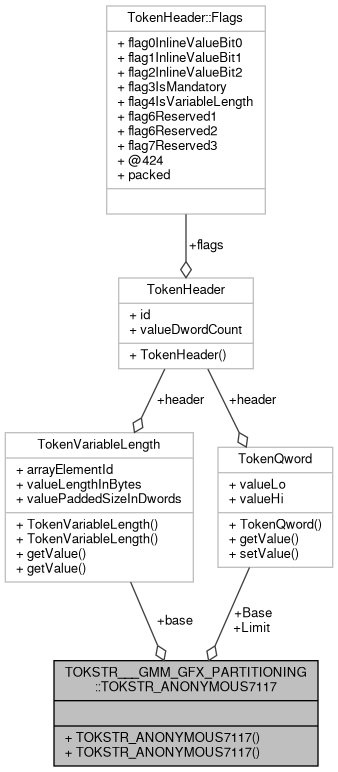 TokenHeader::Flags
+ flag0InlineValueBit0
+ flag1InlineValueBit1
+ flag2InlineValueBit2
+ flag3IsMandatory
+ flag4IsVariableLength
+ flag6Reserved1
+ flag6Reserved2
+ flag7Reserved3
+ @424
+ packed
+flags
TokenHeader
+ id
+ valueDwordCount
+ TokenHeader()
+header
+header
TokenVariableLength
+ arrayElementId
+ valueLengthInBytes
+ valuePaddedSizeInDwords
+ TokenVariableLength()
+ TokenVariableLength()
+ getValue()
+ getValue()
TokenQword
+ valueLo
+ valueHi
+ TokenQword()
+ getValue()
+ setValue()
+base
+Base
+Limit
TOKSTR___GMM_GFX_PARTITIONING
::TOKSTR_ANONYMOUS7117
+ TOKSTR_ANONYMOUS7117()
+ TOKSTR_ANONYMOUS7117()